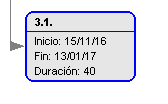 3.1.
Inicio: 15/11/16
Fin: 13/01/17
Duración: 40